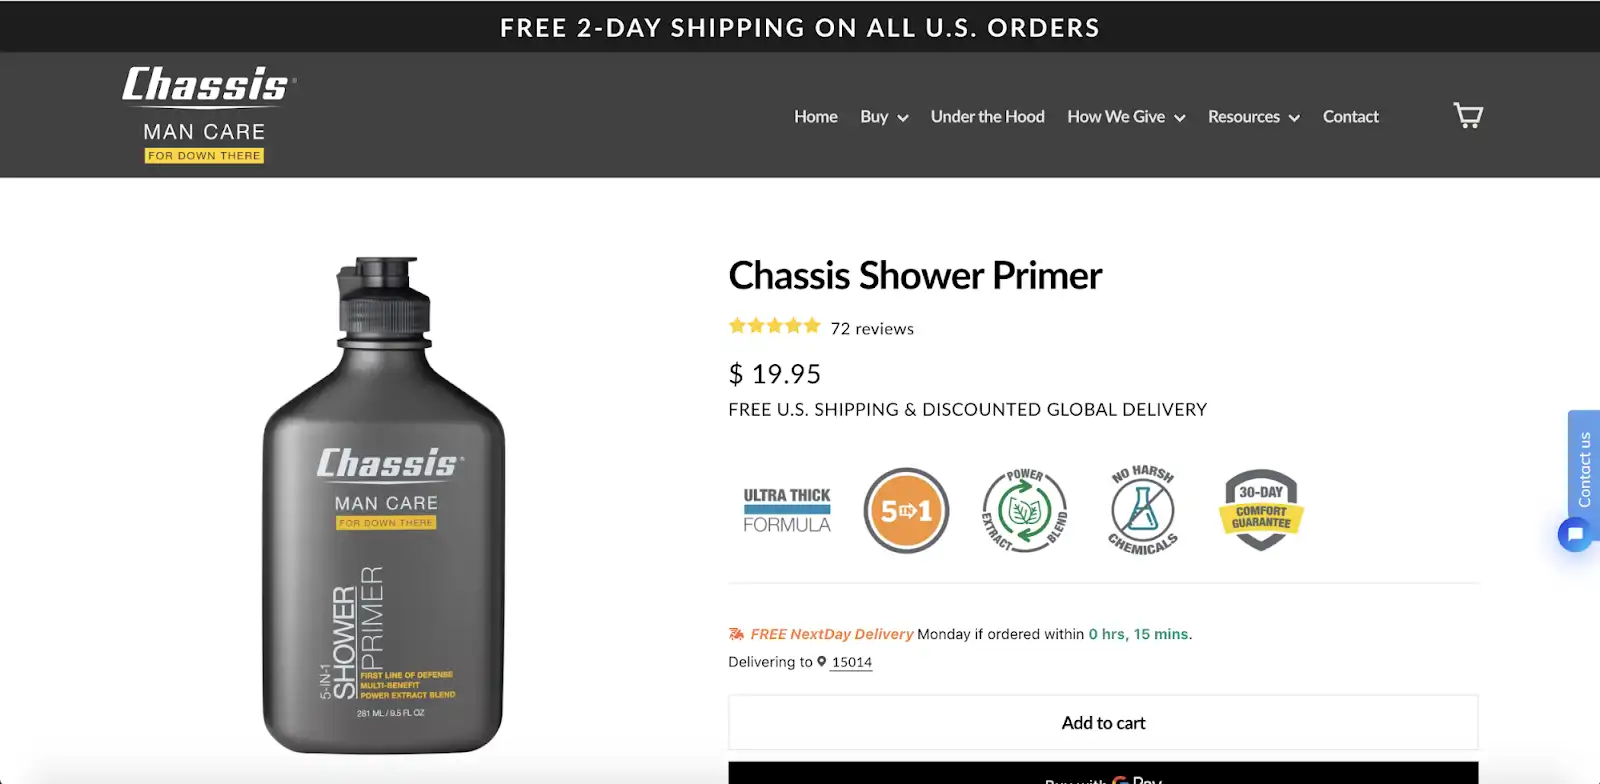 FREE 2-DAY SHIPPING ON ALL U.S. ORDERS
Chassis®
MAN CARE
FOR DOWN THERE
Home Buy Under the Hood How We Give Resources Contact
Chassis®
MAN CARE
FOR DOWN THERE
5-IN-1
SHOWER
PRIMER
FIRST LINE OF DEFENSE
MULTI-BENEFIT
POWER EXTRACT BLEND
281 ML / 9.5 FL OZ
Chassis Shower Primer
72 reviews
$ 19.95
FREE U.S. SHIPPING & DISCOUNTED GLOBAL DELIVERY
ULTRA THICK
FORMULA
5⇨1
POWER
EXTRACT BLEND
NO HARSH
CHEMICALS
30-DAY
COMFORT
GUARANTEE
FREE NextDay Delivery Monday if ordered within 0 hrs, 15 mins.
Delivering to 15014
Add to cart
Buy with G Pay
Contact us